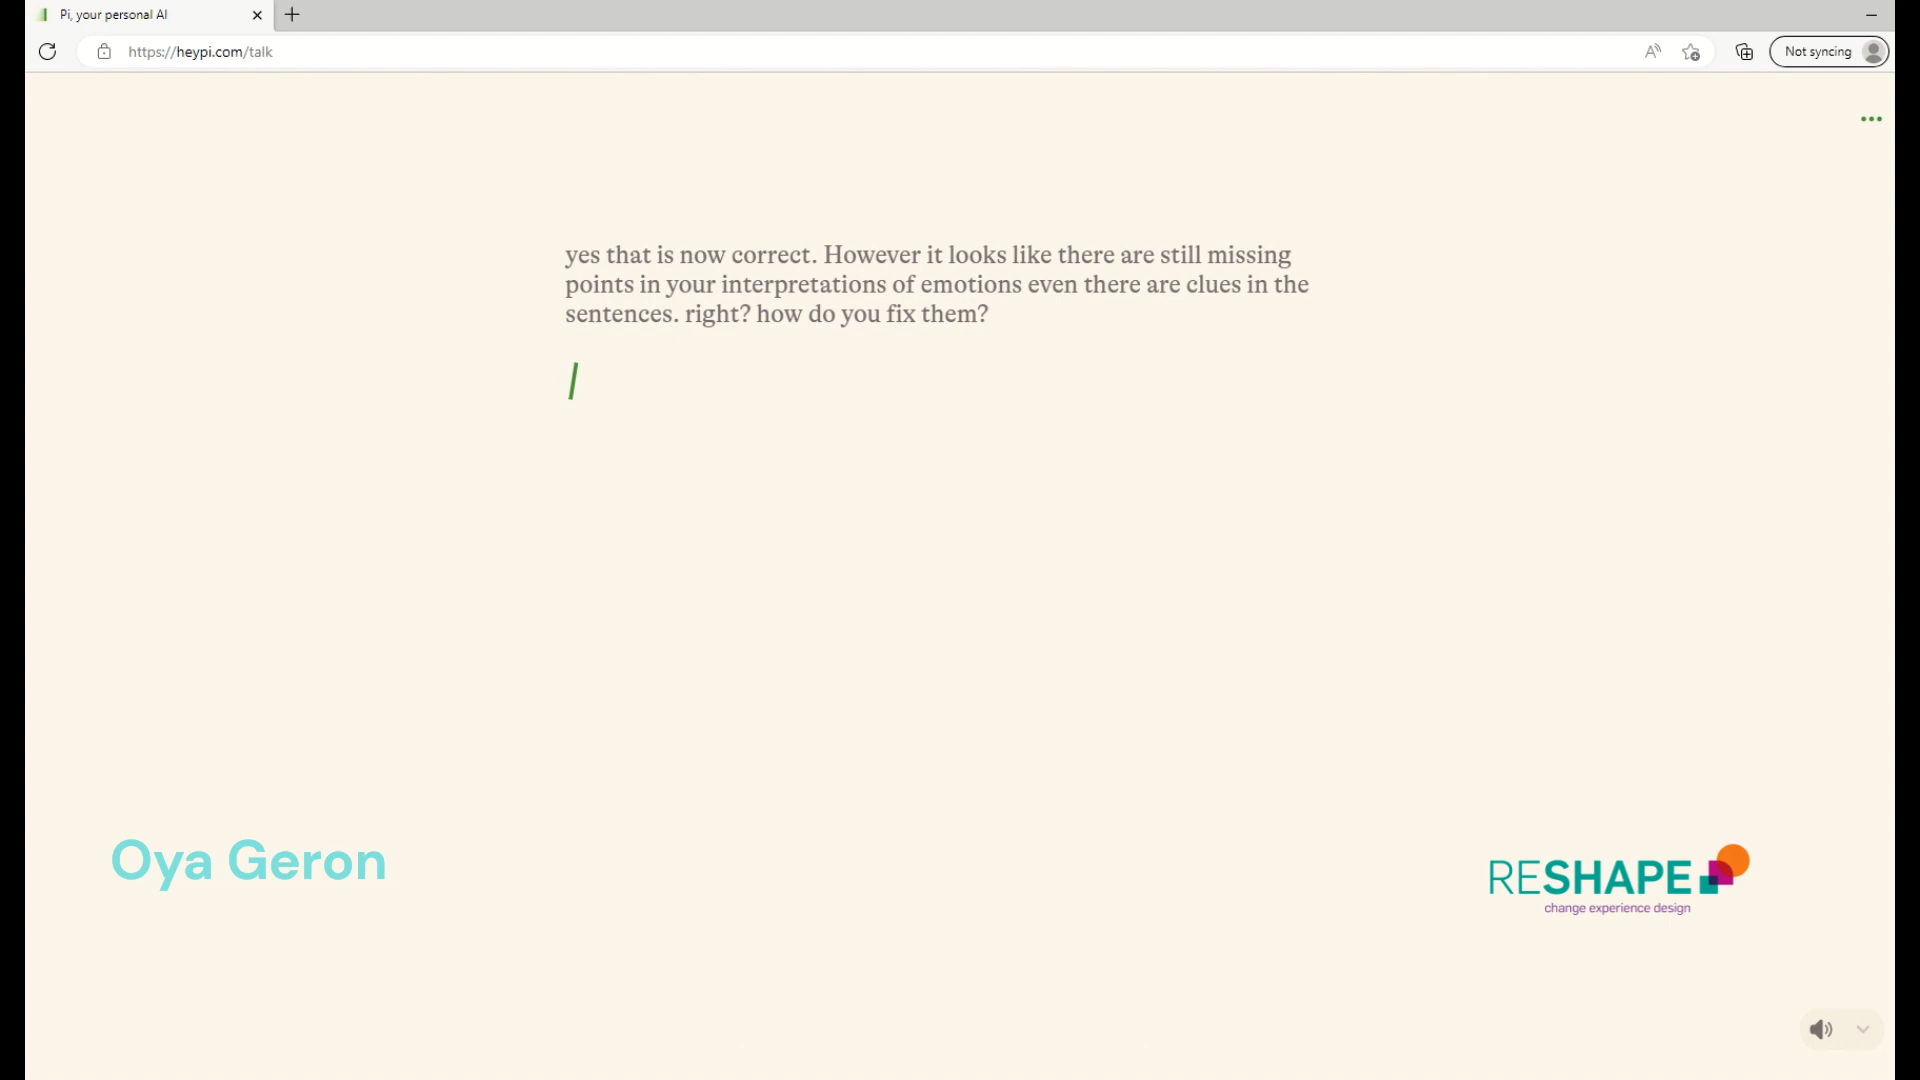 Pi, your personal AI
https://heypi.com/talk
Not syncing
yes that is now correct. However it looks like there are still missing
points in your interpretations of emotions even there are clues in the
sentences. right? how do you fix them?
Oya Geron
RESHAPE
change experience design